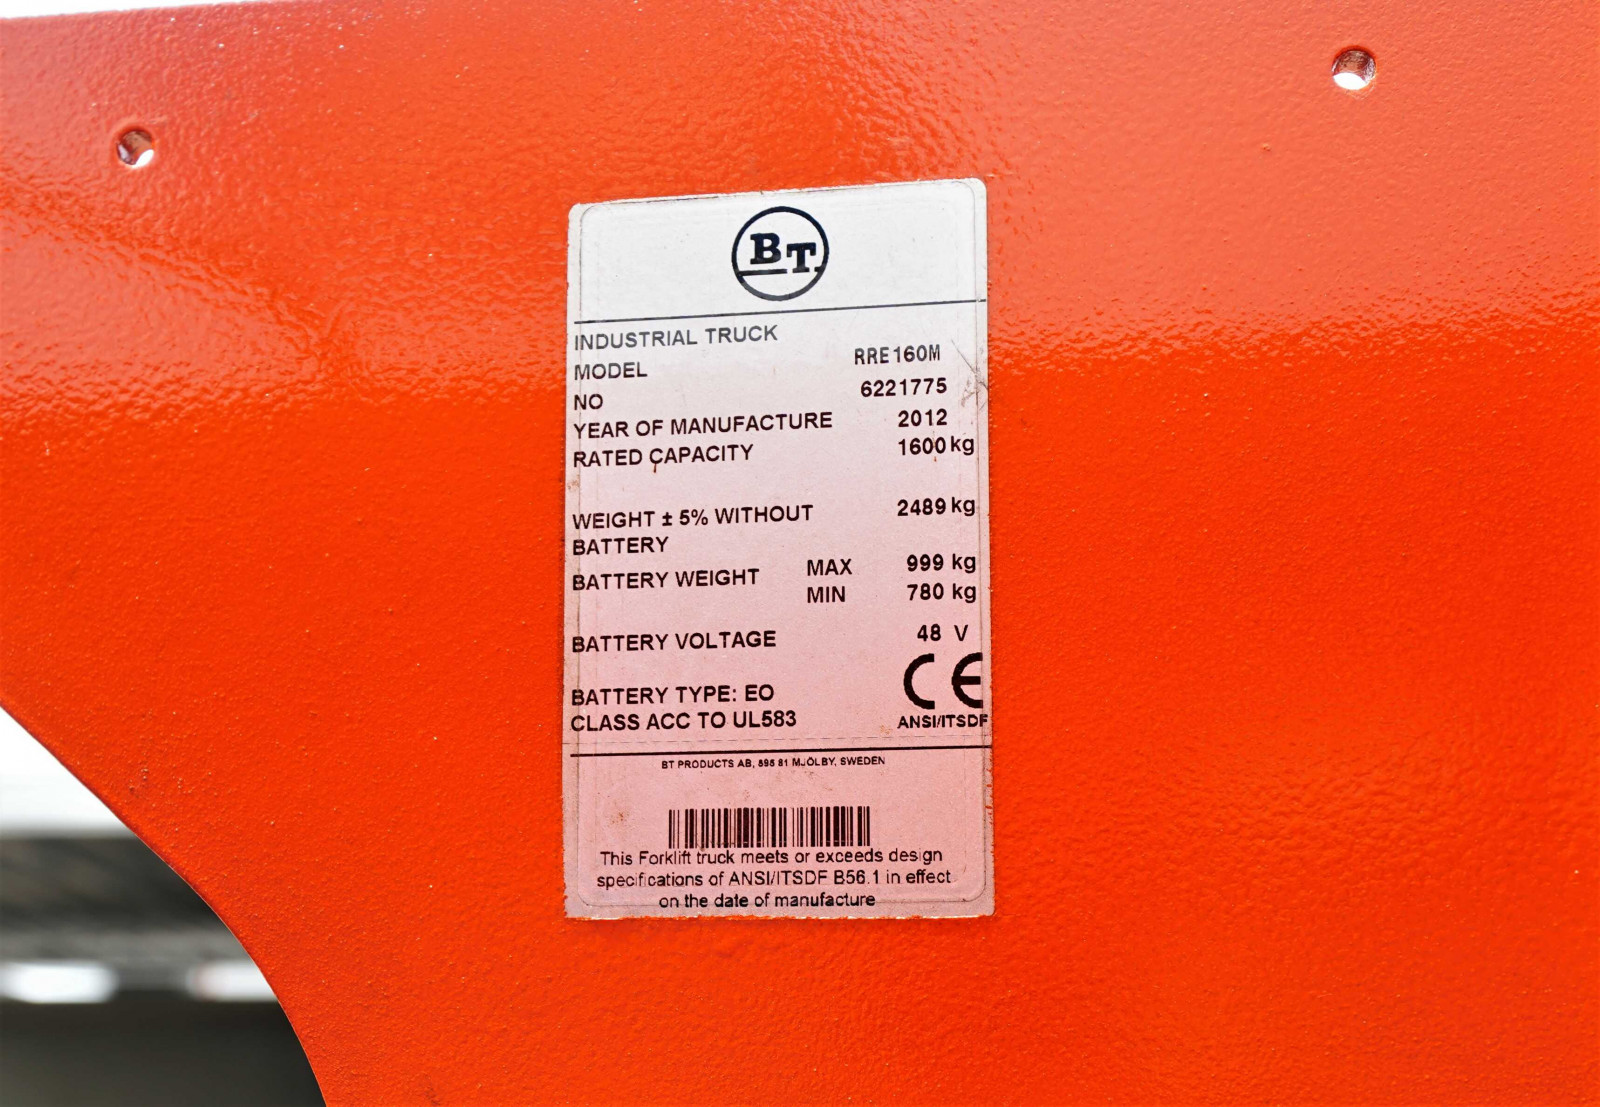 BT
INDUSTRIAL TRUCK
MODEL RRE160M
NO 6221775
YEAR OF MANUFACTURE 2012
RATED CAPACITY 1600 kg
WEIGHT ± 5% WITHOUT 2489 kg
BATTERY
BATTERY WEIGHT MAX 999 kg
MIN 780 kg
BATTERY VOLTAGE 48 V
BATTERY TYPE: EO CE
CLASS ACC TO UL583 ANSI/ITSDF
BT PRODUCTS AB, 595 81 MJÖLBY, SWEDEN
This Forklift truck meets or exceeds design
specifications of ANSI/ITSDF B56.1 in effect
on the date of manufacture